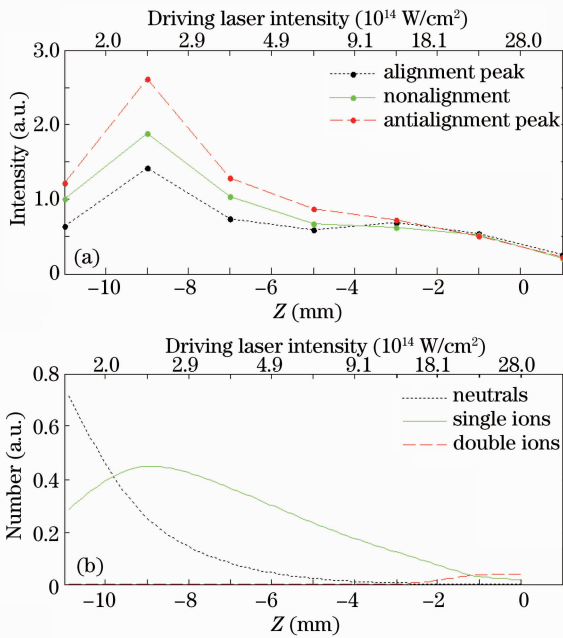 Driving laser intensity (10¹⁴ W/cm²)
2.0 2.9 4.9 9.1 18.1 28.0
3.0
2.0
1.0
0
Intensity (a.u.)
alignment peak
nonalignment
antialignment peak
(a)
−10 −8 −6 −4 −2 0
Z (mm)
Driving laser intensity (10¹⁴ W/cm²)
2.0 2.9 4.9 9.1 18.1 28.0
0.8
0.6
0.4
0.2
0
Number (a.u.)
neutrals
single ions
double ions
(b)
−10 −8 −6 −4 −2 0
Z (mm)